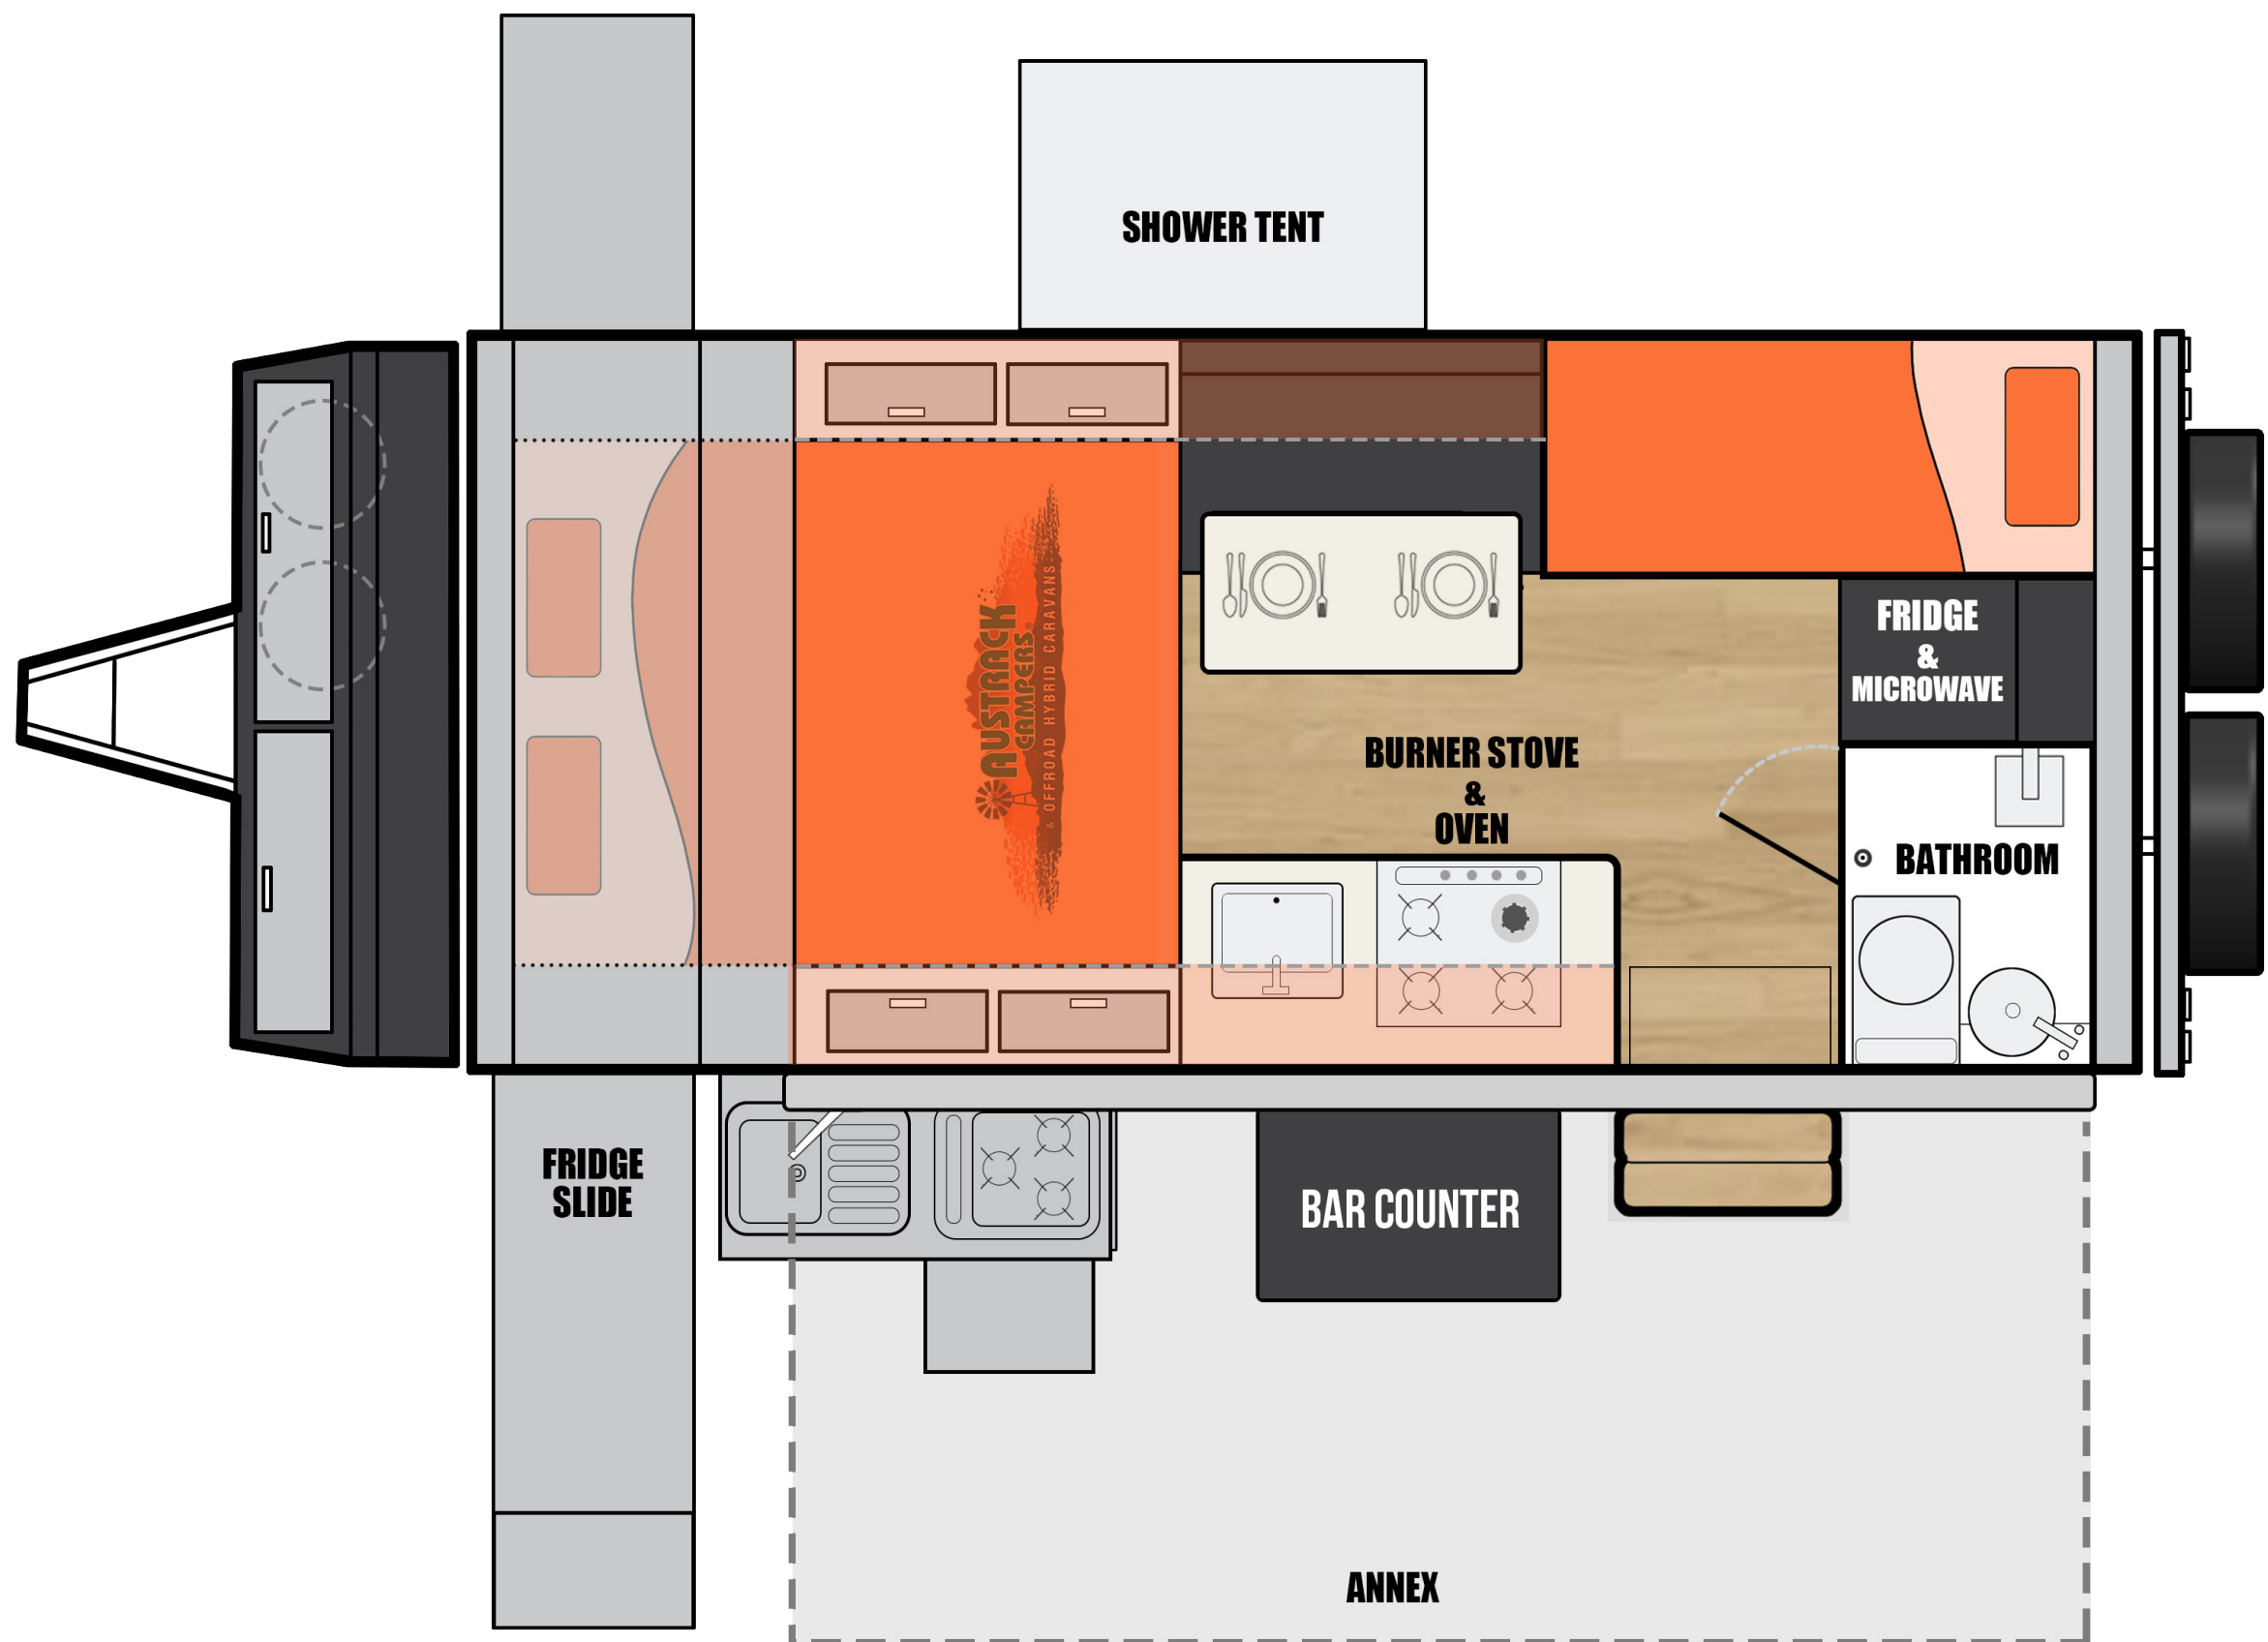 SHOWER TENT
AUSTRACK
CAMPERS®
& OFFROAD HYBRID CARAVANS
FRIDGE
&
MICROWAVE
BURNER STOVE
&
OVEN
BATHROOM
FRIDGE
SLIDE
BAR COUNTER
ANNEX